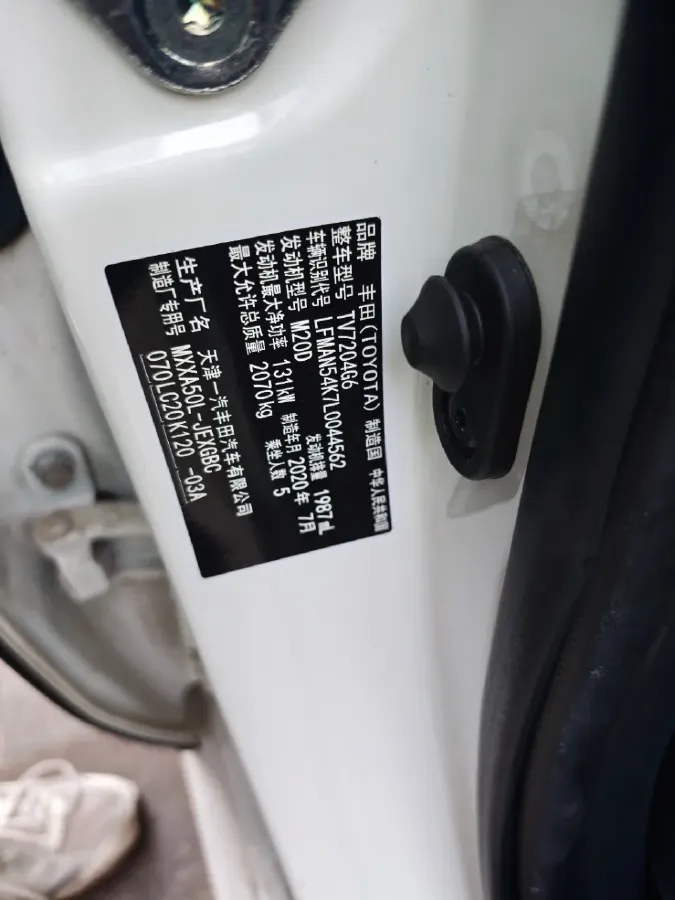 品牌 丰田(TOYOTA) 制造国 中华人民共和国
整车型号 TV7204G6
车辆识别代号 LFMAN54K7L0044562
发动机型号 M20D 发动机排量 1987mL
发动机最大净功率 131kW 制造年月 2020年 7月
最大允许总质量 2070kg 乘坐人数 5
生产厂名 天津一汽丰田汽车有限公司
制造厂专用号 MXXA50L-JEXGBC
070LC20K120 -03A